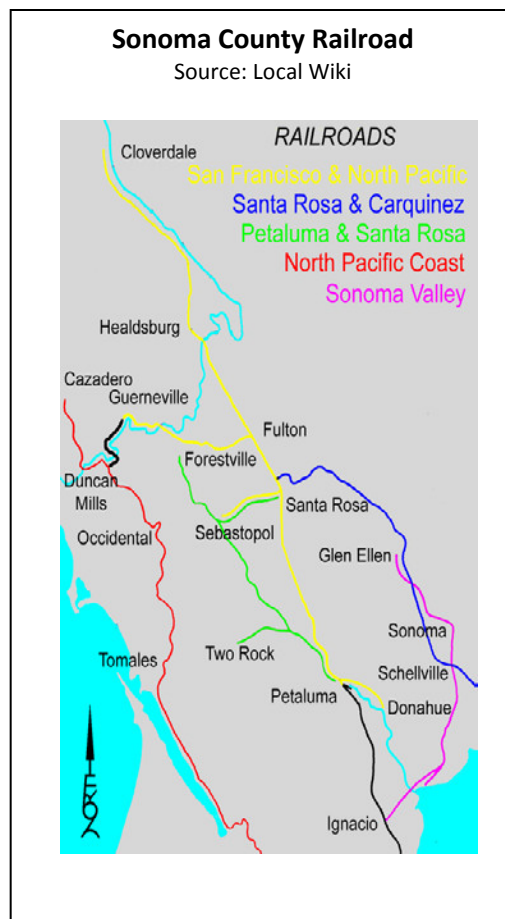 Sonoma County Railroad
Source: Local Wiki
RAILROADS
San Francisco & North Pacific
Santa Rosa & Carquinez
Petaluma & Santa Rosa
North Pacific Coast
Sonoma Valley
Cloverdale
Healdsburg
Cazadero
Guerneville
Fulton
Forestville
Duncan
Mills
Santa Rosa
Sebastopol
Occidental
Glen Ellen
Sonoma
Two Rock
Tomales
Schellville
Petaluma
Donahue
Ignacio
NORTH